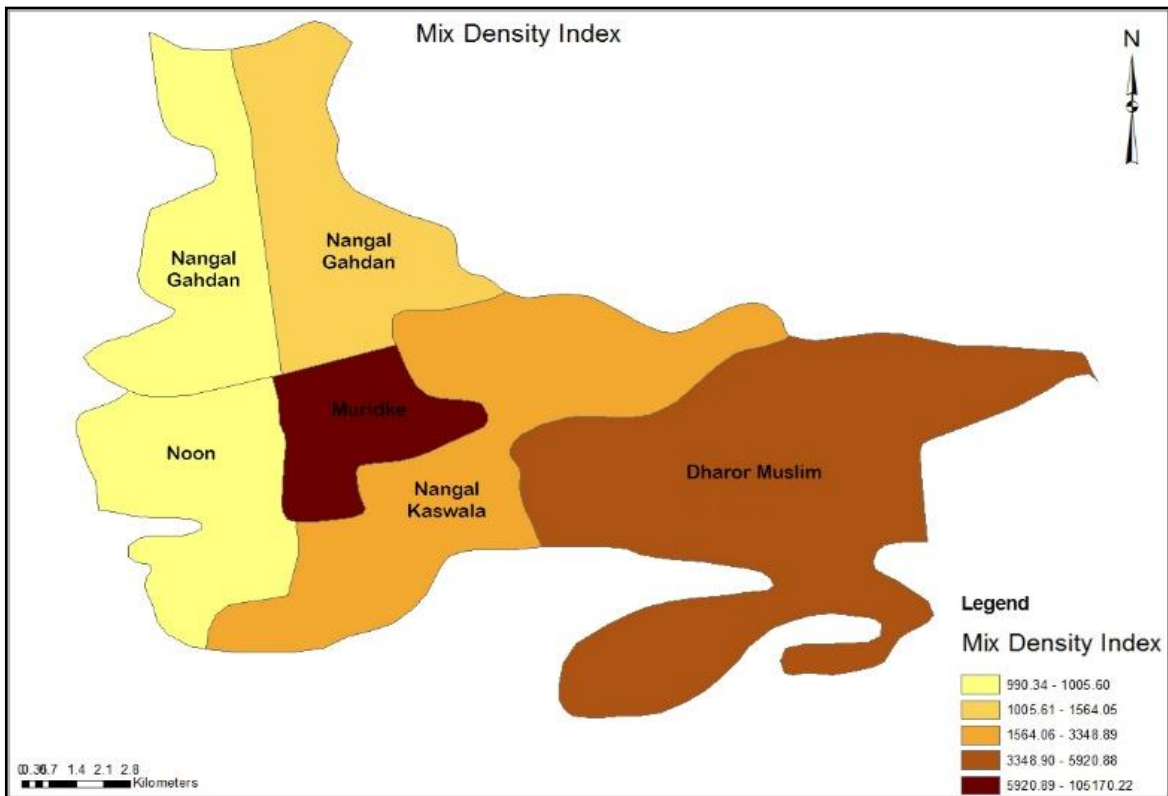 Mix Density Index
N
Nangal
Gahdan
Nangal
Gahdan
Muridke
Noon
Nangal
Kaswala
Dharor Muslim
Legend
Mix Density Index
990.34 - 1005.60
1005.61 - 1564.05
1564.06 - 3348.89
3348.90 - 5920.88
5920.89 - 105170.22
1.4 2.1 2.8
Kilometers